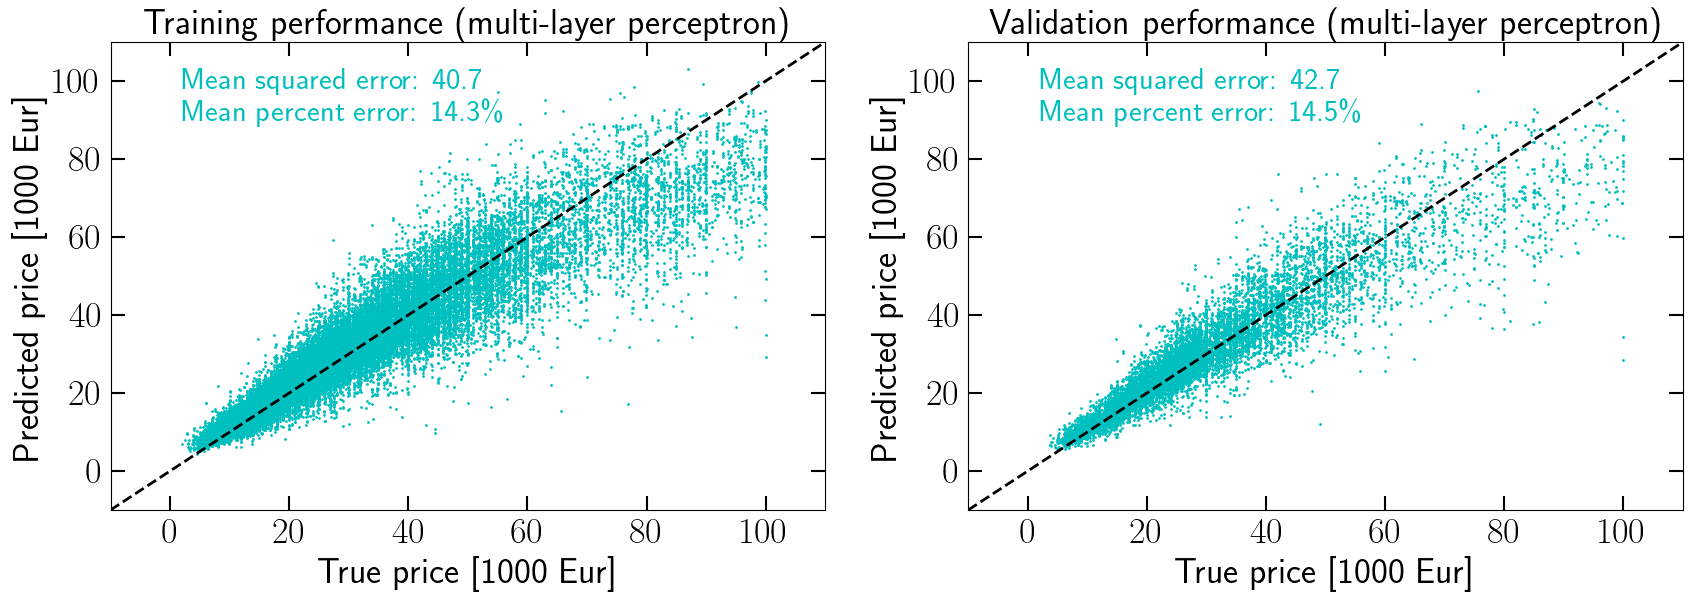 Training performance (multi-layer perceptron)
Mean squared error: 40.7
Mean percent error: 14.3%
Predicted price [1000 Eur]
100
80
60
40
20
0
0 20 40 60 80 100
True price [1000 Eur]
Validation performance (multi-layer perceptron)
Mean squared error: 42.7
Mean percent error: 14.5%
Predicted price [1000 Eur]
100
80
60
40
20
0
0 20 40 60 80 100
True price [1000 Eur]